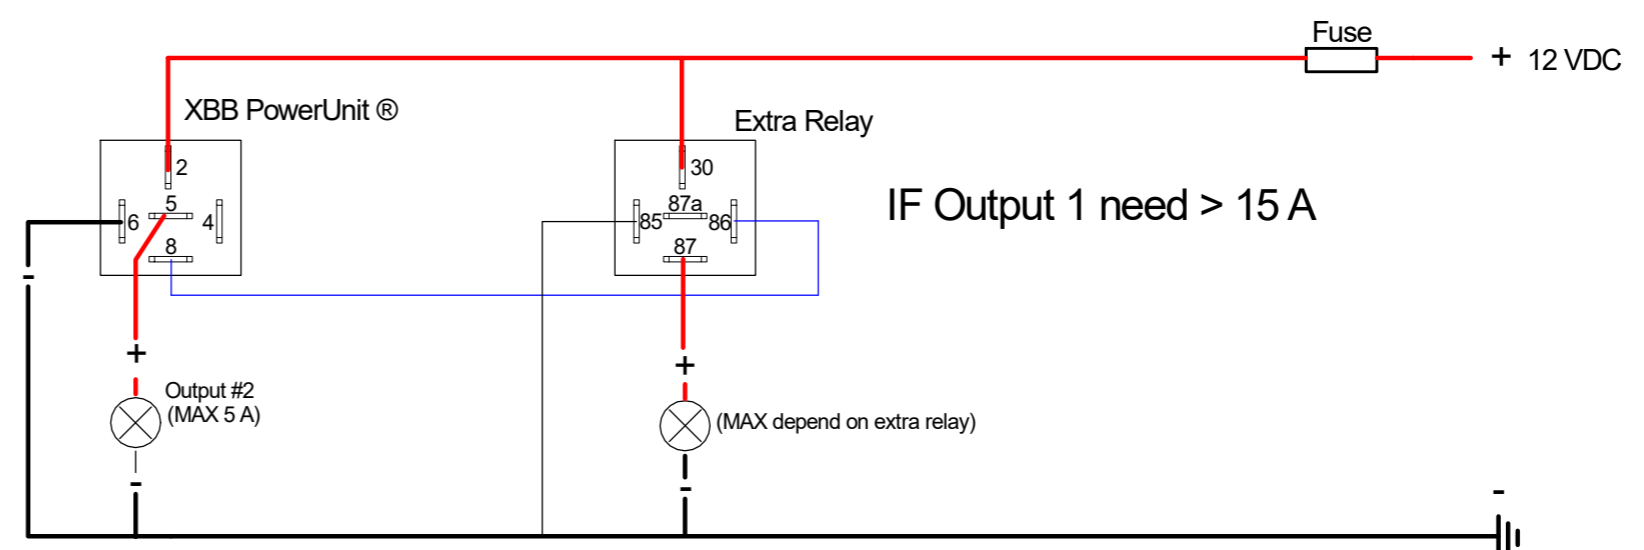 Fuse
+ 12 VDC
XBB PowerUnit ®
Extra Relay
2
30
IF Output 1 need > 15 A
5
87a
6
4
85
86
8
87
-
+
+
Output #2
(MAX 5 A)
(MAX depend on extra relay)
-
-
-